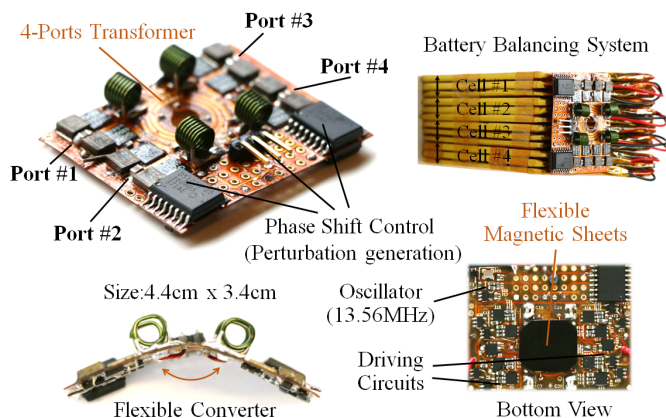 Port #3
4-Ports Transformer
Port #4
Port #1
Port #2
Phase Shift Control
(Perturbation generation)
Battery Balancing System
Cell #1
Cell #2
Cell #3
Cell #4
Size:4.4cm x 3.4cm
Flexible Converter
Flexible
Magnetic Sheets
Oscillator
(13.56MHz)
Driving
Circuits
Bottom View